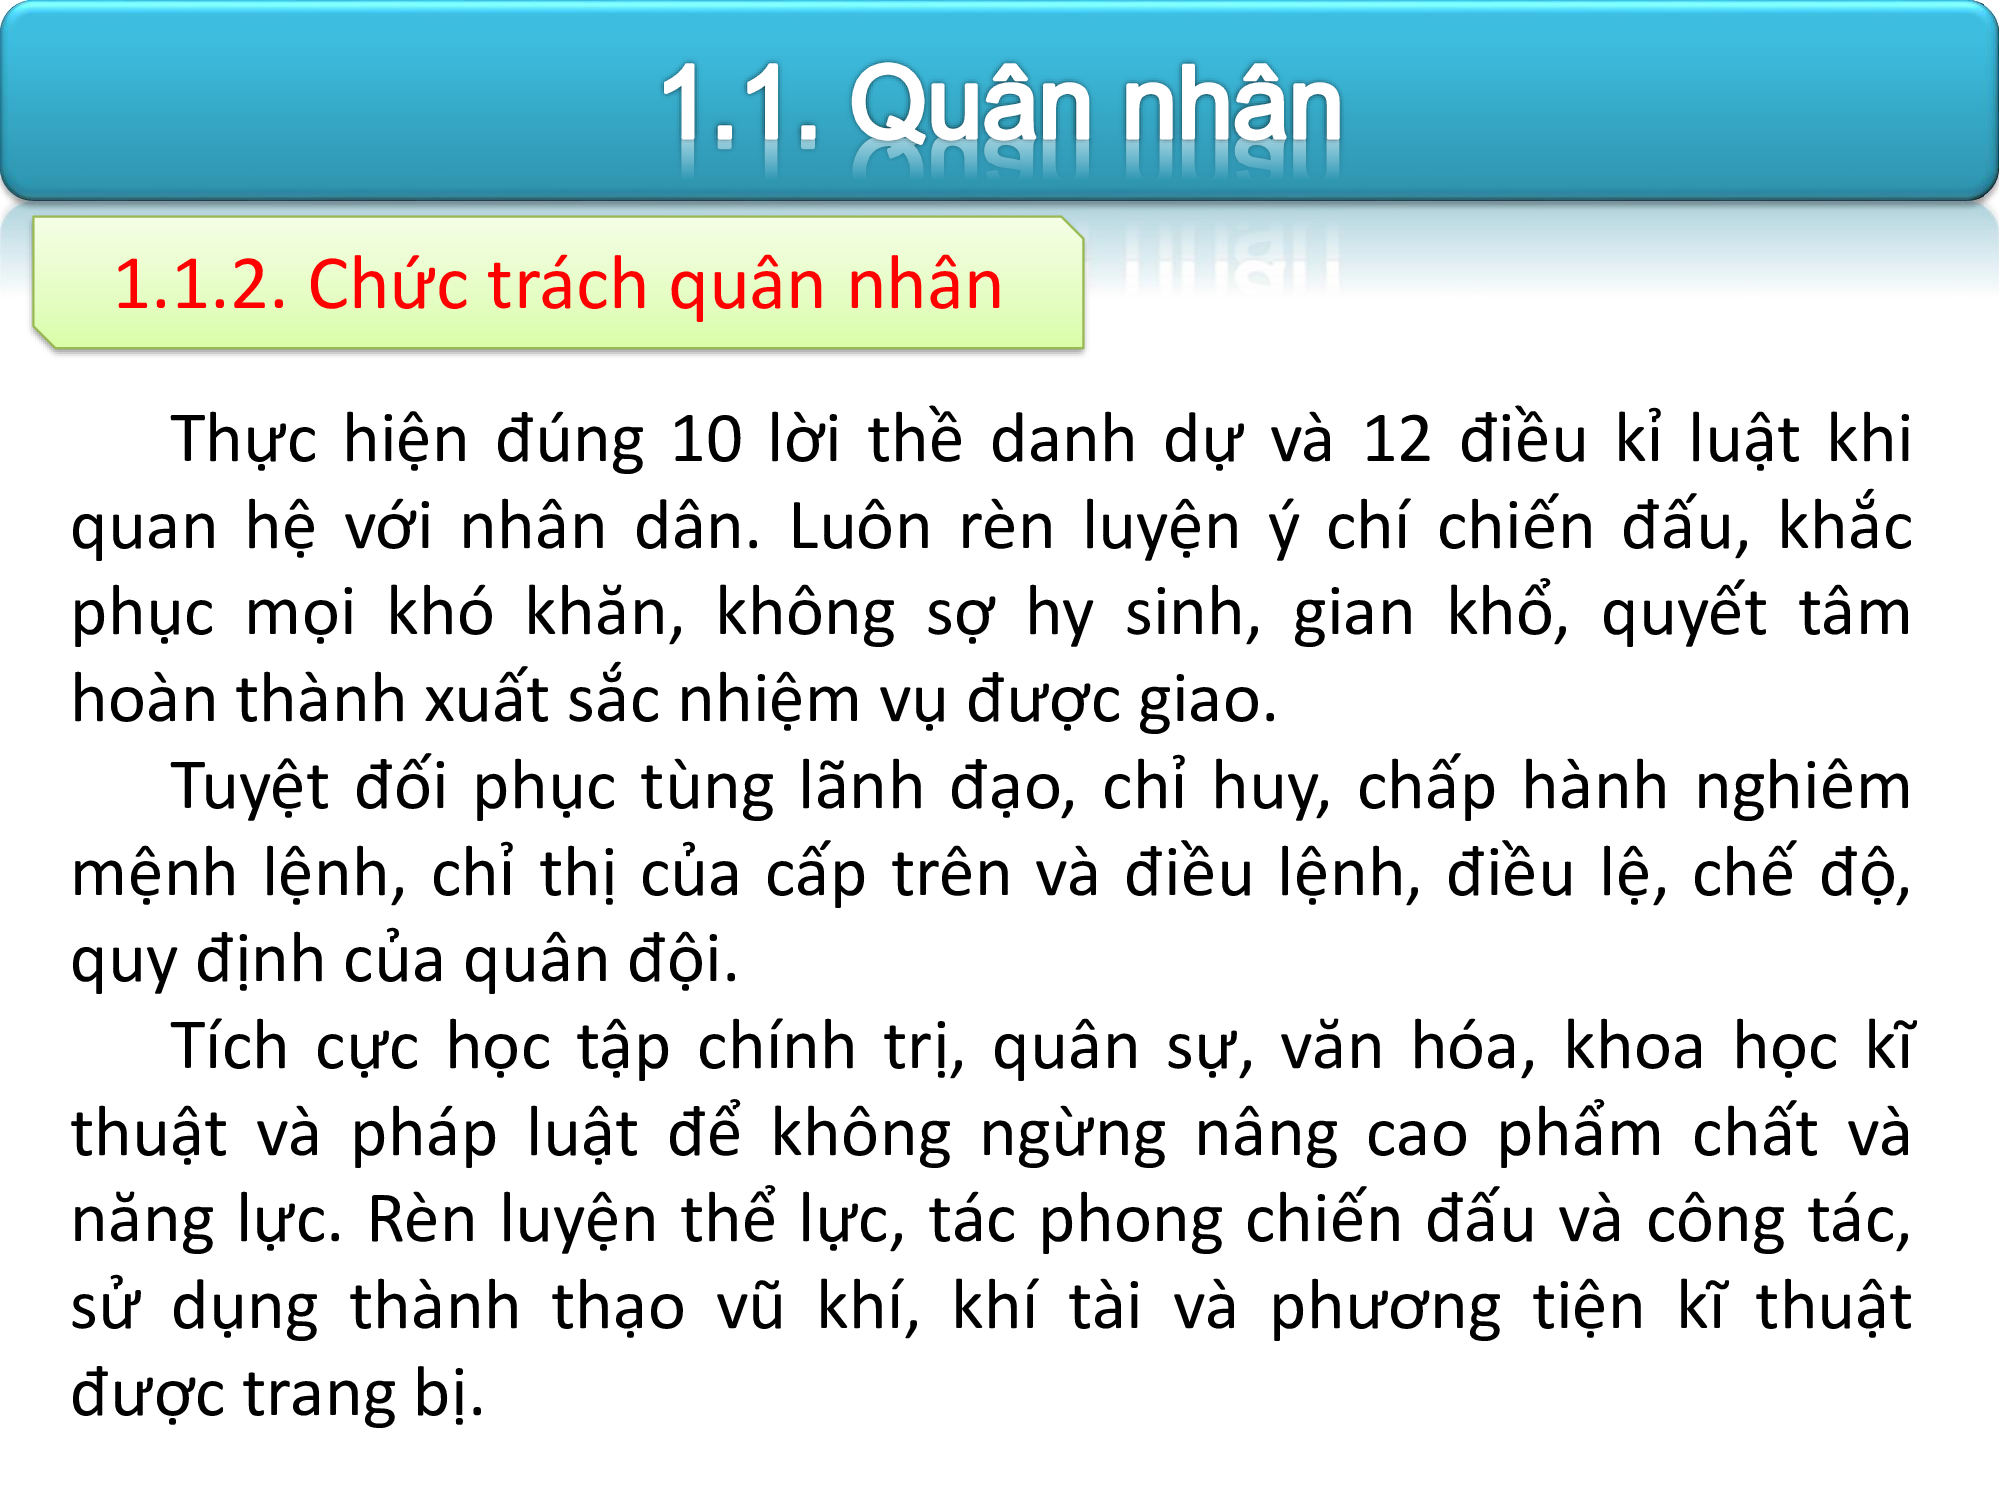 1.1. Quân nhân
1.1.2. Chức trách quân nhân
Thực hiện đúng 10 lời thề danh dự và 12 điều kỉ luật khi
quan hệ với nhân dân. Luôn rèn luyện ý chí chiến đấu, khắc
phục mọi khó khăn, không sợ hy sinh, gian khổ, quyết tâm
hoàn thành xuất sắc nhiệm vụ được giao.
Tuyệt đối phục tùng lãnh đạo, chỉ huy, chấp hành nghiêm
mệnh lệnh, chỉ thị của cấp trên và điều lệnh, điều lệ, chế độ,
quy định của quân đội.
Tích cực học tập chính trị, quân sự, văn hóa, khoa học kĩ
thuật và pháp luật để không ngừng nâng cao phẩm chất và
năng lực. Rèn luyện thể lực, tác phong chiến đấu và công tác,
sử dụng thành thạo vũ khí, khí tài và phương tiện kĩ thuật
được trang bị.